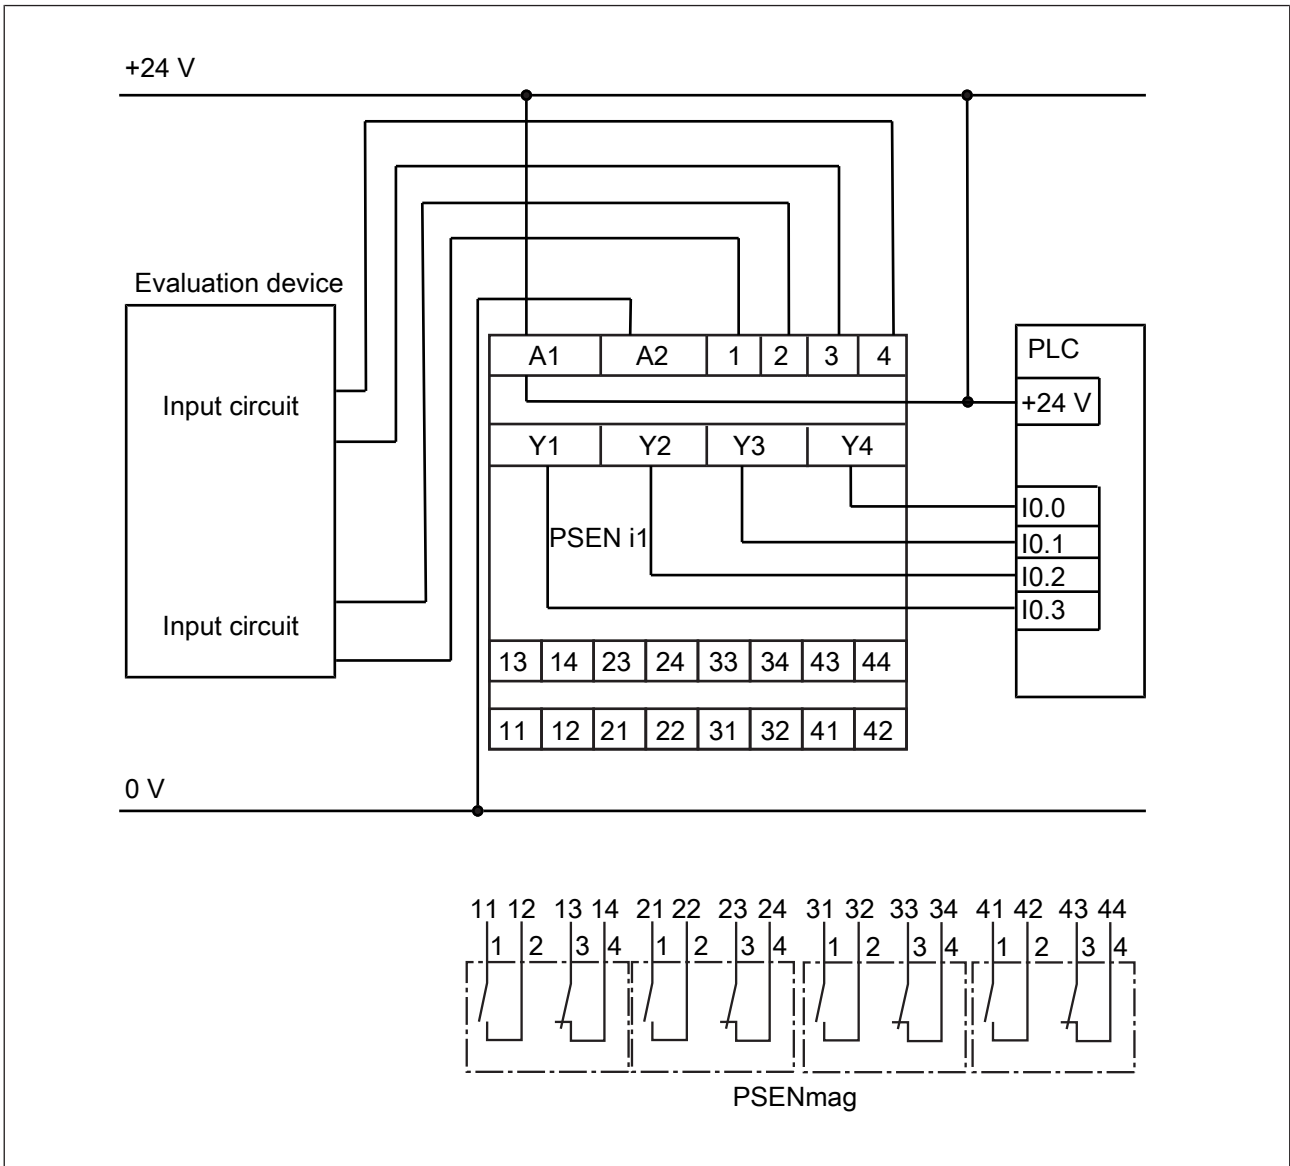 +24 V
Evaluation device
A1 A2 1 2 3 4
PLC
+24 V
Input circuit
Y1 Y2 Y3 Y4
I0.0
PSEN i1
I0.1
I0.2
I0.3
Input circuit
13 14 23 24 33 34 43 44
11 12 21 22 31 32 41 42
0 V
11 12 13 14 21 22 23 24 31 32 33 34 41 42 43 44
1 2 3 4 1 2 3 4 1 2 3 4 1 2 3 4
PSENmag